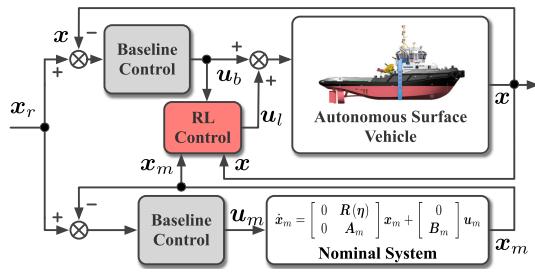 x
−
+
Baseline
Control
u_b
+
+
x_r
RL
Control
u_l
Autonomous Surface
Vehicle
x
x_m
x
−
+
Baseline
Control
u_m
ẋ_m = [ 0 R(η) ; 0 A_m ] x_m + [ 0 ; B_m ] u_m
Nominal System
x_m